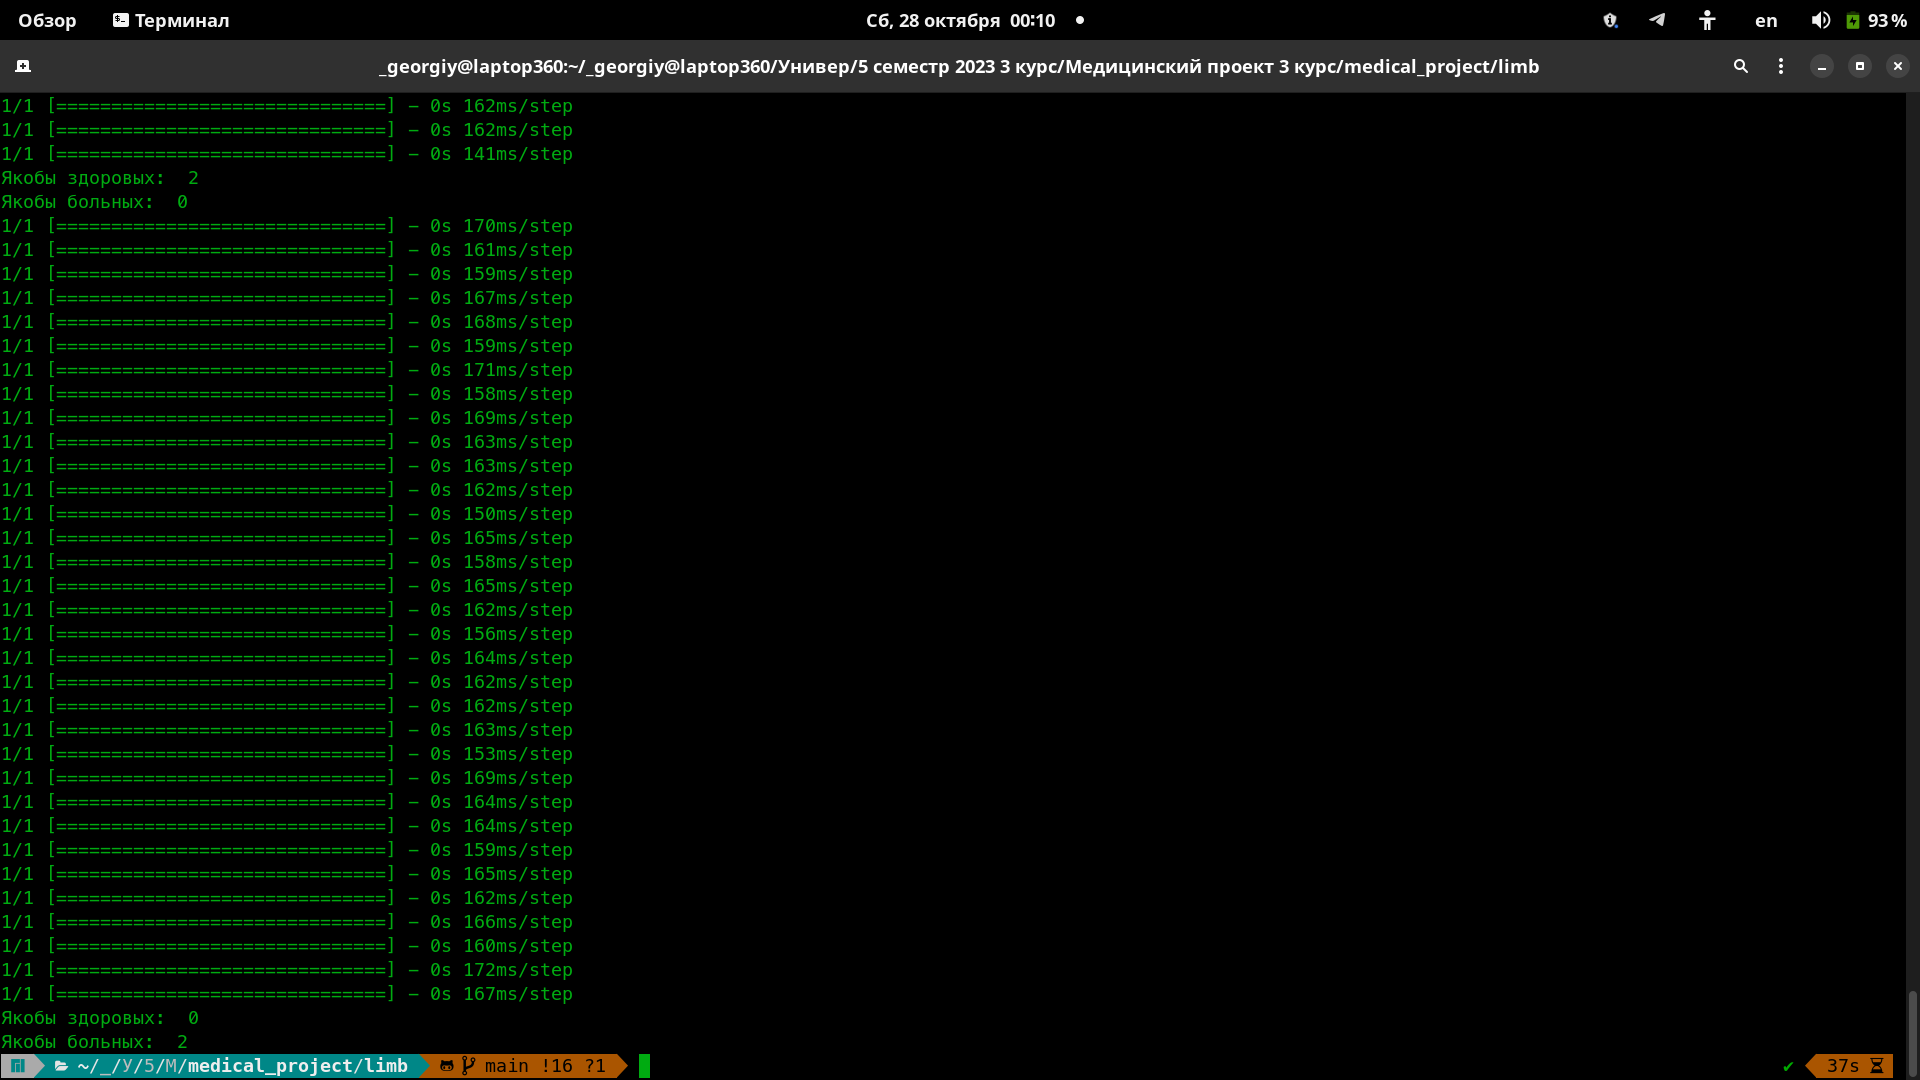 Обзор Терминал Сб, 28 октября 00:10 en 93 %
_georgiy@laptop360:~/_georgiy@laptop360/Универ/5 семестр 2023 3 курс/Медицинский проект 3 курс/medical_project/limb
1/1 [==============================] - 0s 162ms/step
1/1 [==============================] - 0s 162ms/step
1/1 [==============================] - 0s 141ms/step
Якобы здоровых:  2
Якобы больных:  0
1/1 [==============================] - 0s 170ms/step
1/1 [==============================] - 0s 161ms/step
1/1 [==============================] - 0s 159ms/step
1/1 [==============================] - 0s 167ms/step
1/1 [==============================] - 0s 168ms/step
1/1 [==============================] - 0s 159ms/step
1/1 [==============================] - 0s 171ms/step
1/1 [==============================] - 0s 158ms/step
1/1 [==============================] - 0s 169ms/step
1/1 [==============================] - 0s 163ms/step
1/1 [==============================] - 0s 163ms/step
1/1 [==============================] - 0s 162ms/step
1/1 [==============================] - 0s 150ms/step
1/1 [==============================] - 0s 165ms/step
1/1 [==============================] - 0s 158ms/step
1/1 [==============================] - 0s 165ms/step
1/1 [==============================] - 0s 162ms/step
1/1 [==============================] - 0s 156ms/step
1/1 [==============================] - 0s 164ms/step
1/1 [==============================] - 0s 162ms/step
1/1 [==============================] - 0s 162ms/step
1/1 [==============================] - 0s 163ms/step
1/1 [==============================] - 0s 153ms/step
1/1 [==============================] - 0s 169ms/step
1/1 [==============================] - 0s 164ms/step
1/1 [==============================] - 0s 164ms/step
1/1 [==============================] - 0s 159ms/step
1/1 [==============================] - 0s 165ms/step
1/1 [==============================] - 0s 162ms/step
1/1 [==============================] - 0s 166ms/step
1/1 [==============================] - 0s 160ms/step
1/1 [==============================] - 0s 172ms/step
1/1 [==============================] - 0s 167ms/step
Якобы здоровых:  0
Якобы больных:  2
~/_/У/5/М/medical_project/limb main !16 ?1 ✔ 37s